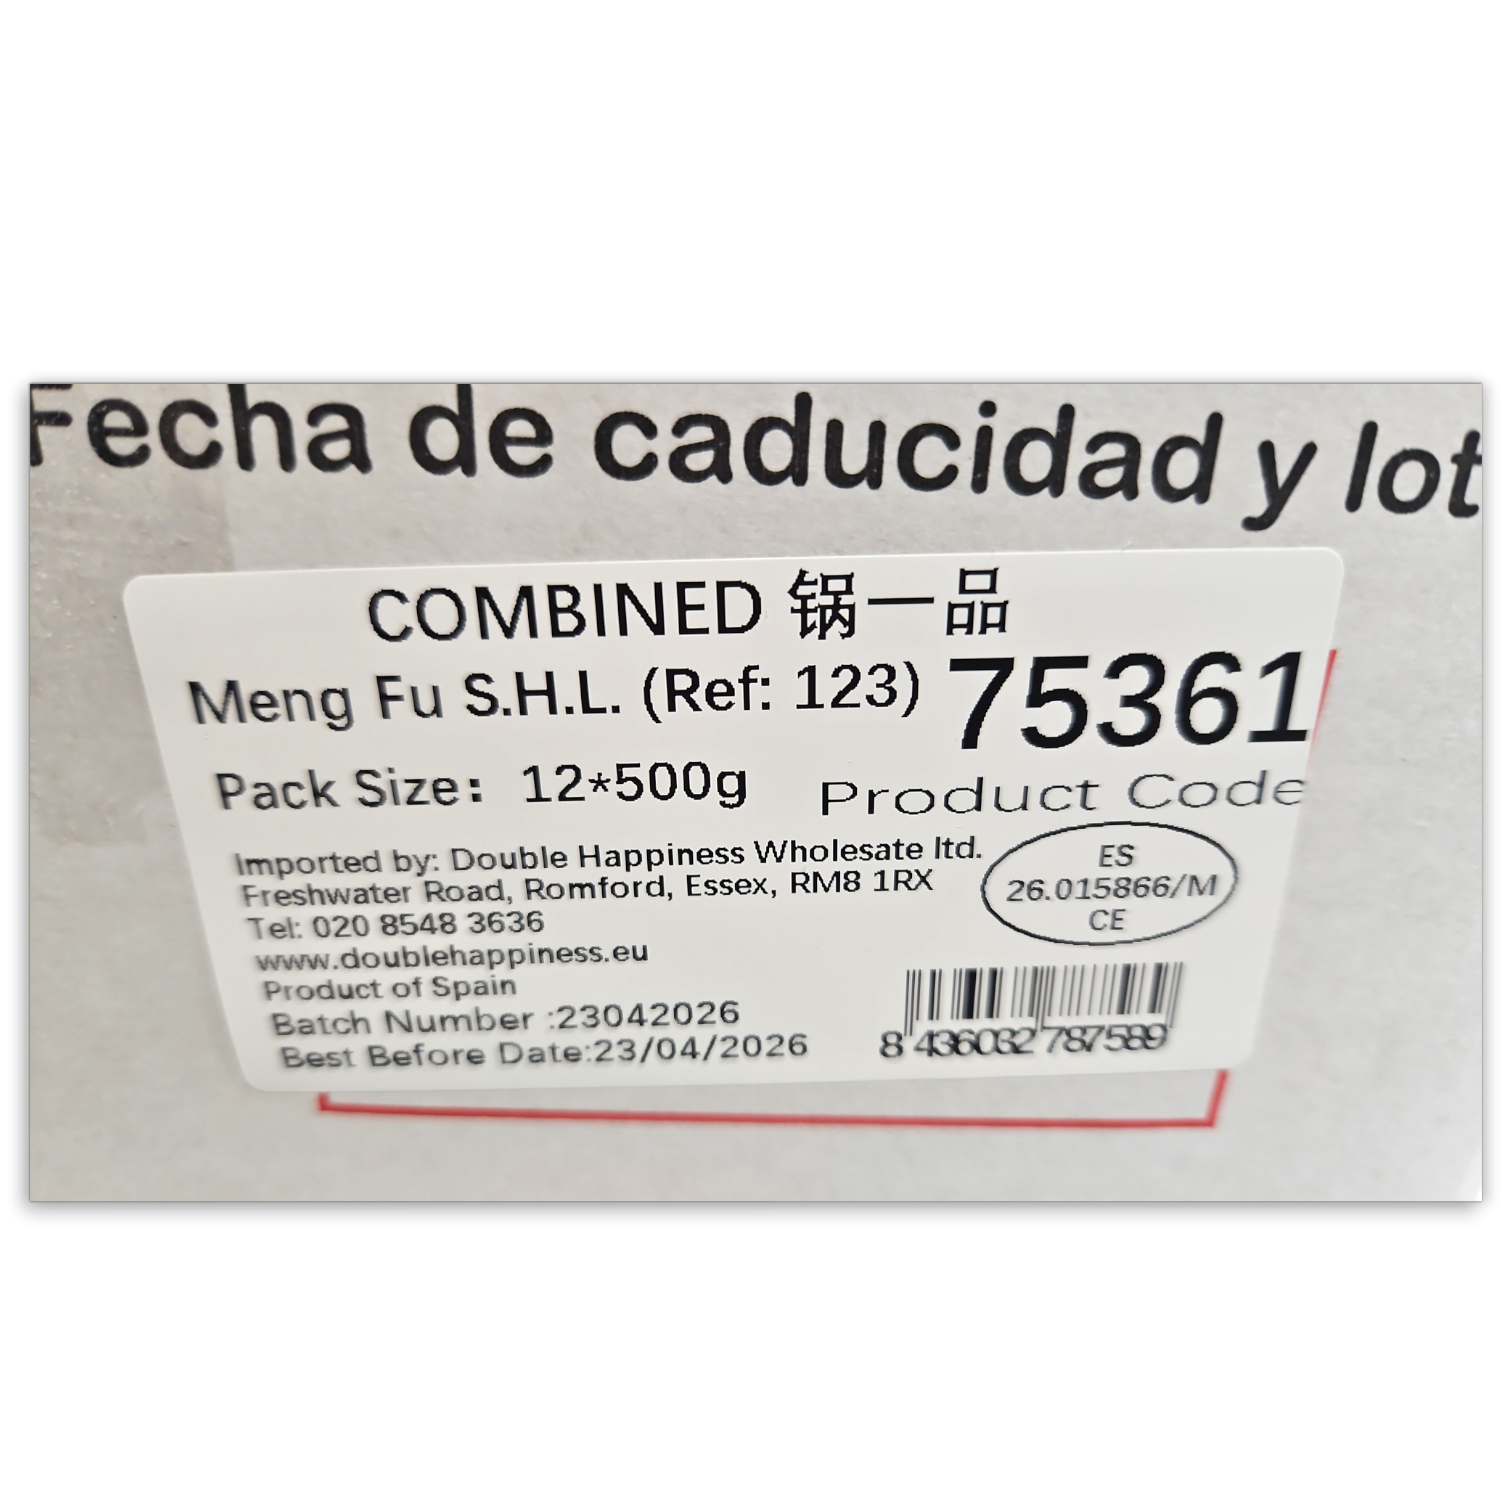 Fecha de caducidad y lot
COMBINED 锅一品
Meng Fu S.H.L. (Ref: 123)
75361
Pack Size: 12*500g
Product Code
Imported by: Double Happiness Wholesate ltd.
Freshwater Road, Romford, Essex, RM8 1RX
Tel: 020 8548 3636
www.doublehappiness.eu
Product of Spain
Batch Number :23042026
Best Before Date:23/04/2026
ES
26.015866/M
CE
8 436032 787589